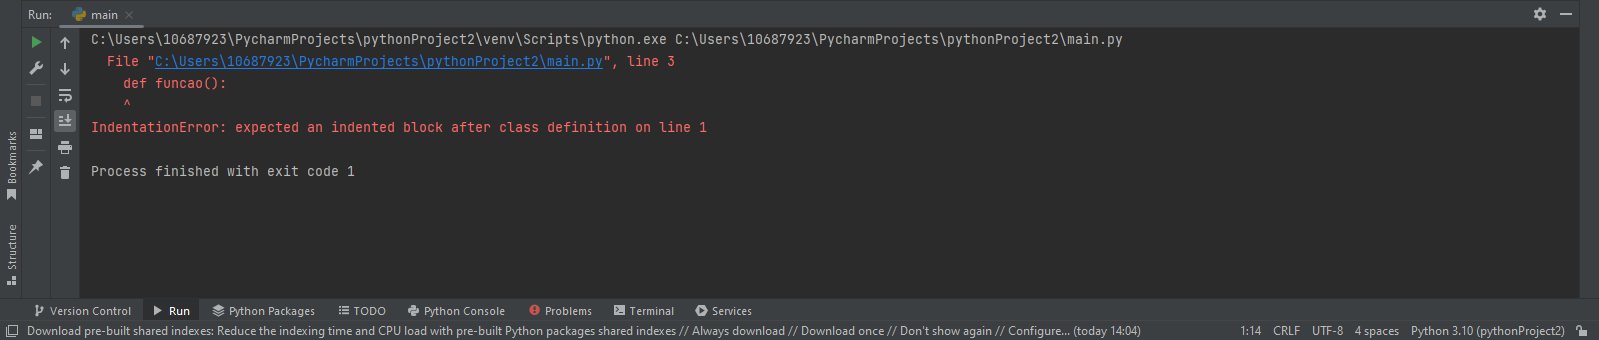 Run: main
C:\Users\10687923\PycharmProjects\pythonProject2\venv\Scripts\python.exe C:\Users\10687923\PycharmProjects\pythonProject2\main.py
File "C:\Users\10687923\PycharmProjects\pythonProject2\main.py", line 3
def funcao():
^
IndentationError: expected an indented block after class definition on line 1
Process finished with exit code 1
Bookmarks
Structure
Version Control Run Python Packages TODO Python Console Problems Terminal Services
Download pre-built shared indexes: Reduce the indexing time and CPU load with pre-built Python packages shared indexes // Always download // Download once // Don't show again // Configure... (today 14:04) 1:14 CRLF UTF-8 4 spaces Python 3.10 (pythonProject2)